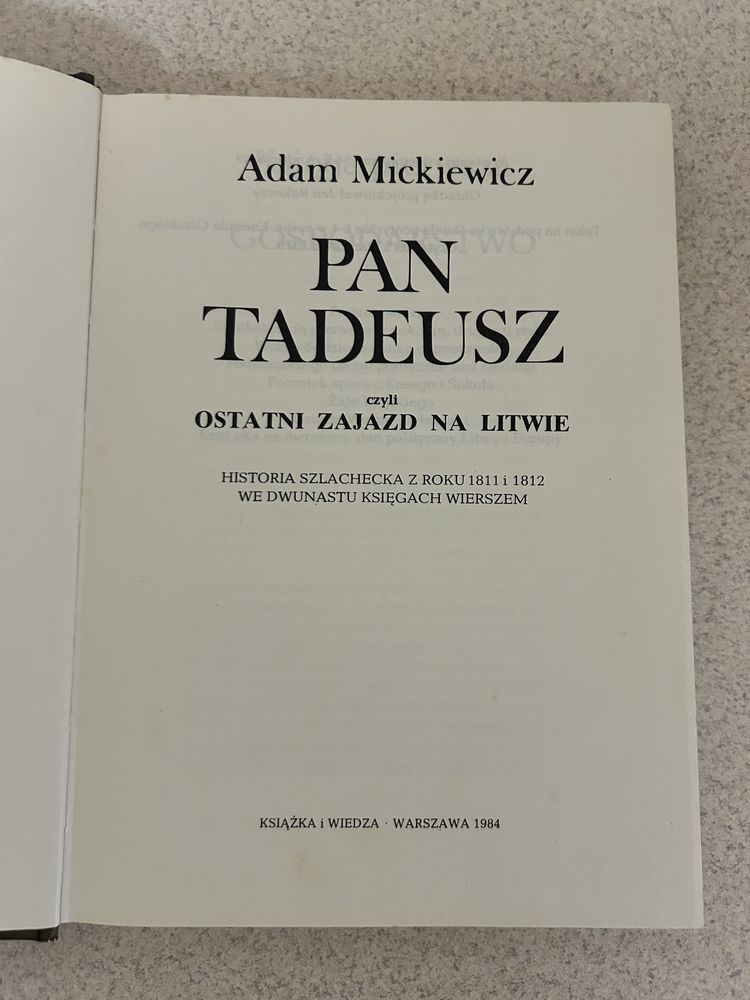 Adam Mickiewicz
PAN
TADEUSZ
czyli
OSTATNI ZAJAZD NA LITWIE
HISTORIA SZLACHECKA Z ROKU 1811 i 1812
WE DWUNASTU KSIĘGACH WIERSZEM
KSIĄŻKA i WIEDZA · WARSZAWA 1984